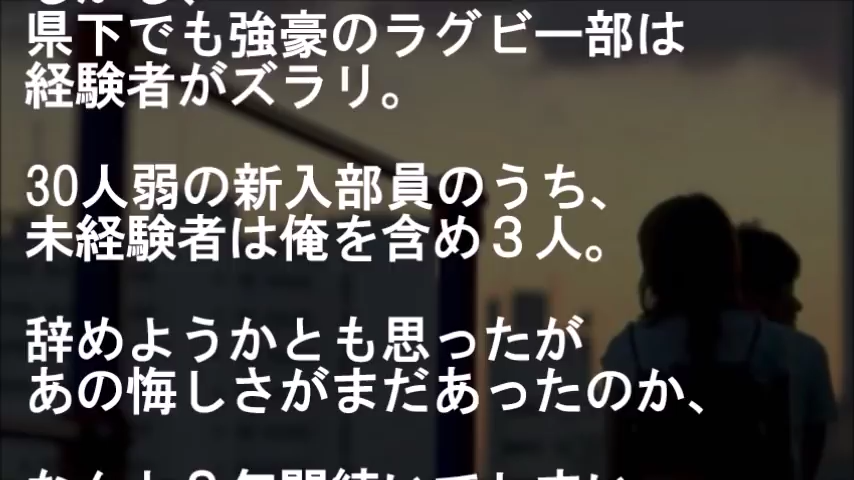 県下でも強豪のラグビー部は
経験者がズラリ。
30人弱の新入部員のうち、
未経験者は俺を含め３人。
辞めようかとも思ったが
あの悔しさがまだあったのか、